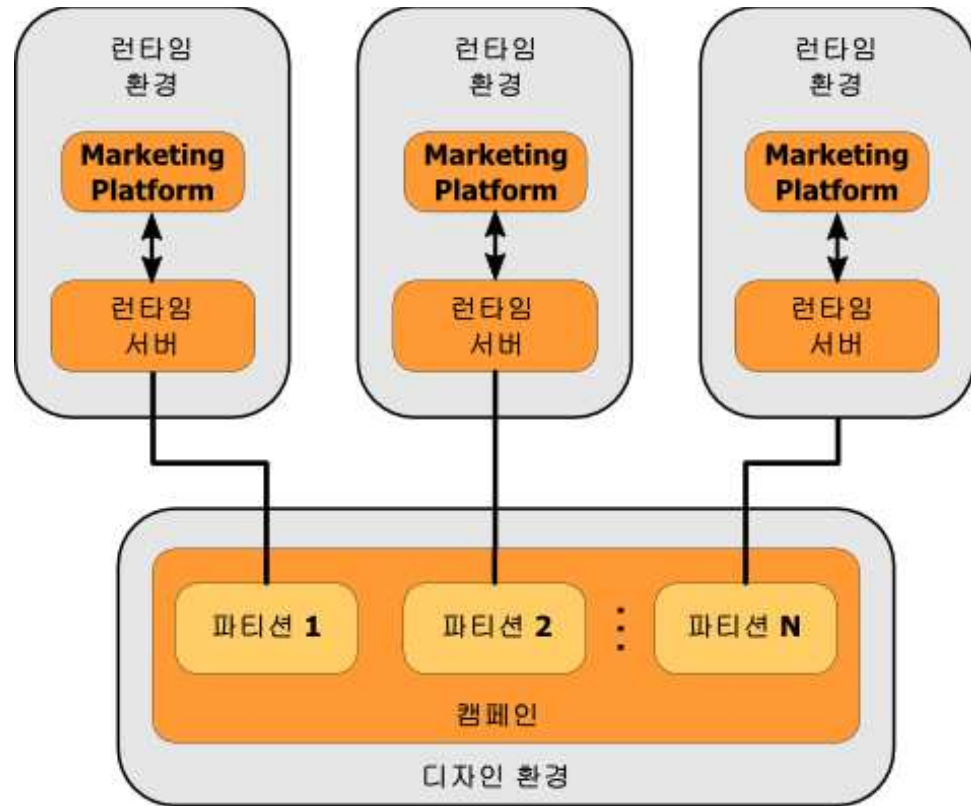 런타임
환경
Marketing
Platform
런타임
서버
런타임
환경
Marketing
Platform
런타임
서버
런타임
환경
Marketing
Platform
런타임
서버
파티션 1
파티션 2
파티션 N
캠페인
디자인 환경